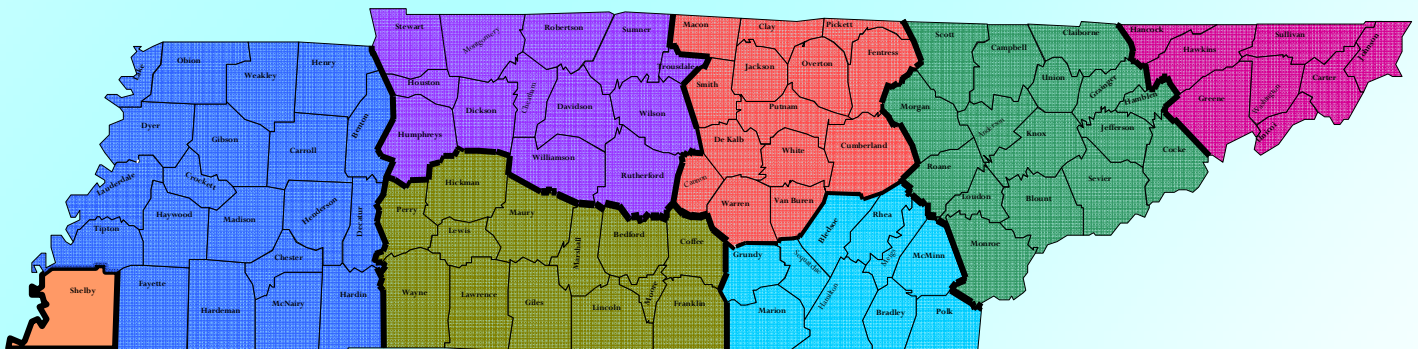 Stewart
Montgomery
Robertson
Sumner
Macon
Clay
Pickett
Scott
Claiborne
Hancock
Sullivan
Johnson
Lake
Obion
Weakley
Henry
Houston
Trousdale
Jackson
Overton
Fentress
Campbell
Union
Hawkins
Carter
Dickson
Cheatham
Davidson
Wilson
Smith
Putnam
Morgan
Anderson
Grainger
Hamblen
Greene
Washington
Unicoi
Dyer
Gibson
Carroll
Benton
Humphreys
Williamson
Rutherford
De Kalb
White
Cumberland
Roane
Knox
Jefferson
Cocke
Sevier
Lauderdale
Crockett
Haywood
Madison
Henderson
Decatur
Tipton
Chester
Perry
Hickman
Maury
Lewis
Marshall
Bedford
Coffee
Cannon
Warren
Van Buren
Bledsoe
Rhea
Loudon
Blount
Monroe
Meigs
McMinn
Grundy
Sequatchie
Shelby
Fayette
Hardeman
McNairy
Hardin
Wayne
Lawrence
Giles
Lincoln
Moore
Franklin
Marion
Hamilton
Bradley
Polk